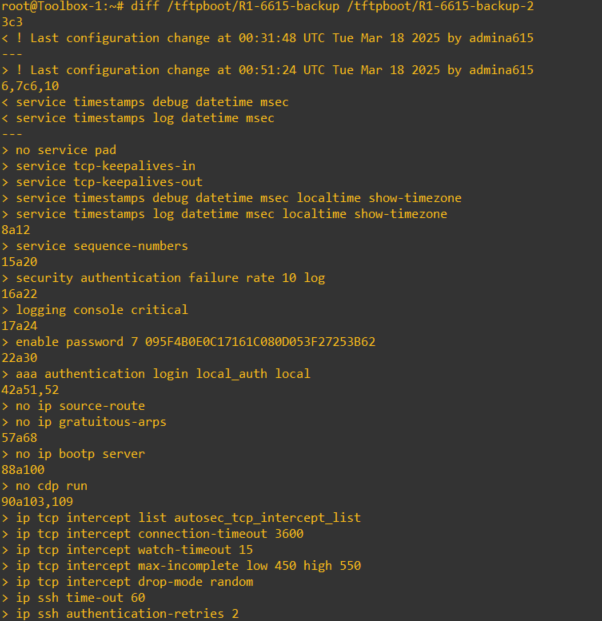 root@Toolbox-1:~# diff /tftpboot/R1-6615-backup /tftpboot/R1-6615-backup-2
3c3
< ! Last configuration change at 00:31:48 UTC Tue Mar 18 2025 by admina615
---
> ! Last configuration change at 00:51:24 UTC Tue Mar 18 2025 by admina615
6,7c6,10
< service timestamps debug datetime msec
< service timestamps log datetime msec
---
> no service pad
> service tcp-keepalives-in
> service tcp-keepalives-out
> service timestamps debug datetime msec localtime show-timezone
> service timestamps log datetime msec localtime show-timezone
8a12
> service sequence-numbers
15a20
> security authentication failure rate 10 log
16a22
> logging console critical
17a24
> enable password 7 095F4B0E0C17161C080D053F27253B62
22a30
> aaa authentication login local_auth local
42a51,52
> no ip source-route
> no ip gratuitous-arps
57a68
> no ip bootp server
88a100
> no cdp run
90a103,109
> ip tcp intercept list autosec_tcp_intercept_list
> ip tcp intercept connection-timeout 3600
> ip tcp intercept watch-timeout 15
> ip tcp intercept max-incomplete low 450 high 550
> ip tcp intercept drop-mode random
> ip ssh time-out 60
> ip ssh authentication-retries 2